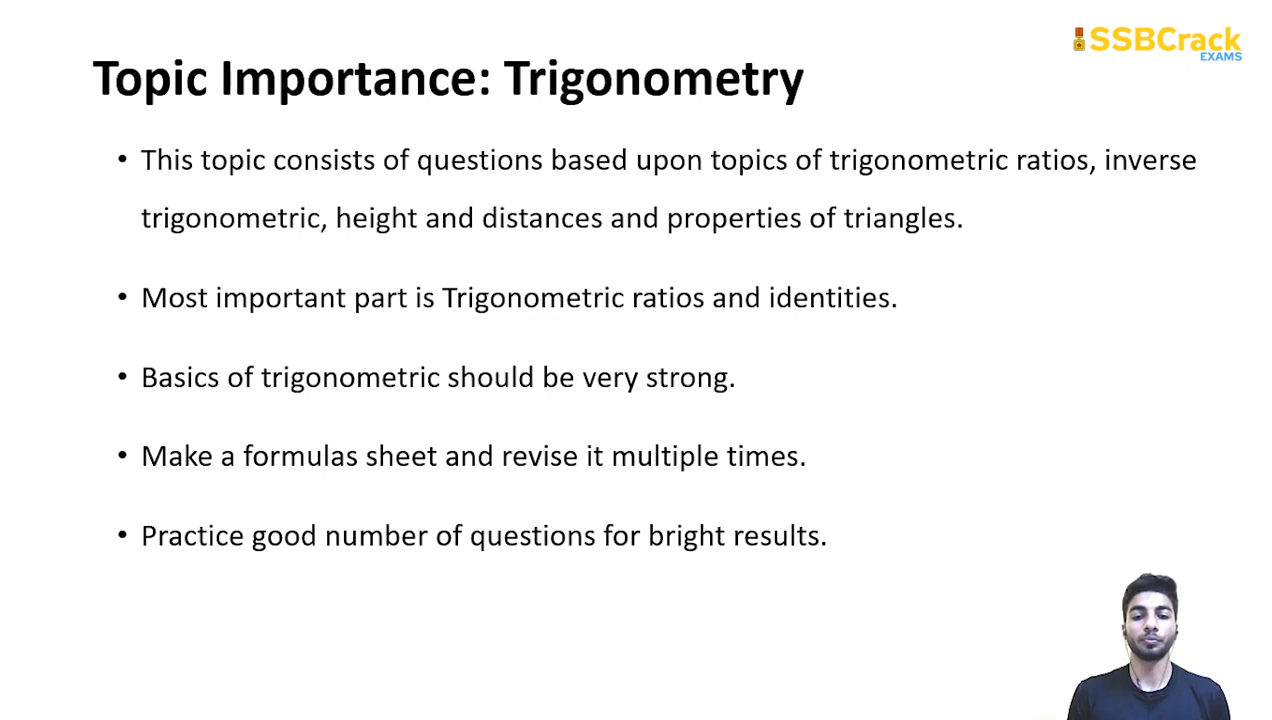 SSBCrack
EXAMS
Topic Importance: Trigonometry
• This topic consists of questions based upon topics of trigonometric ratios, inverse
trigonometric, height and distances and properties of triangles.
• Most important part is Trigonometric ratios and identities.
• Basics of trigonometric should be very strong.
• Make a formulas sheet and revise it multiple times.
• Practice good number of questions for bright results.